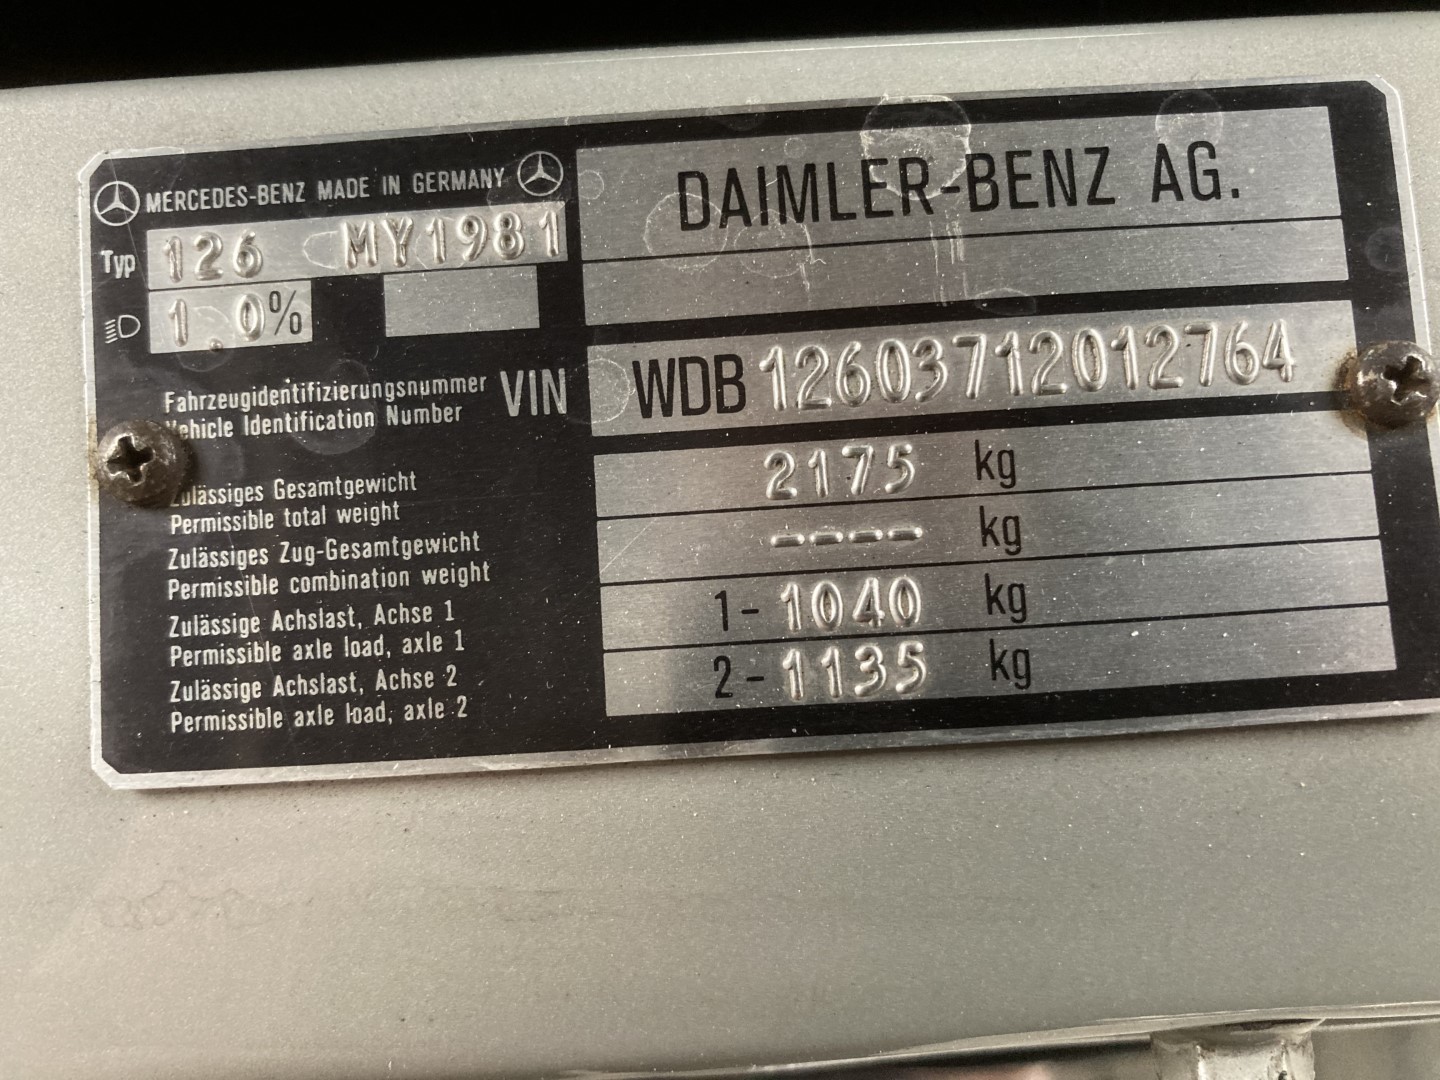 MERCEDES-BENZ MADE IN GERMANY
DAIMLER-BENZ AG.
Typ 126 MY1981
1.0%
Fahrzeugidentifizierungsnummer
Vehicle Identification Number
VIN WDB 12603712012764
Zulässiges Gesamtgewicht
Permissible total weight
2175 kg
Zulässiges Zug-Gesamtgewicht
Permissible combination weight
---- kg
Zulässige Achslast, Achse 1
Permissible axle load, axle 1
1- 1040 kg
Zulässige Achslast, Achse 2
Permissible axle load, axle 2
2- 1135 kg